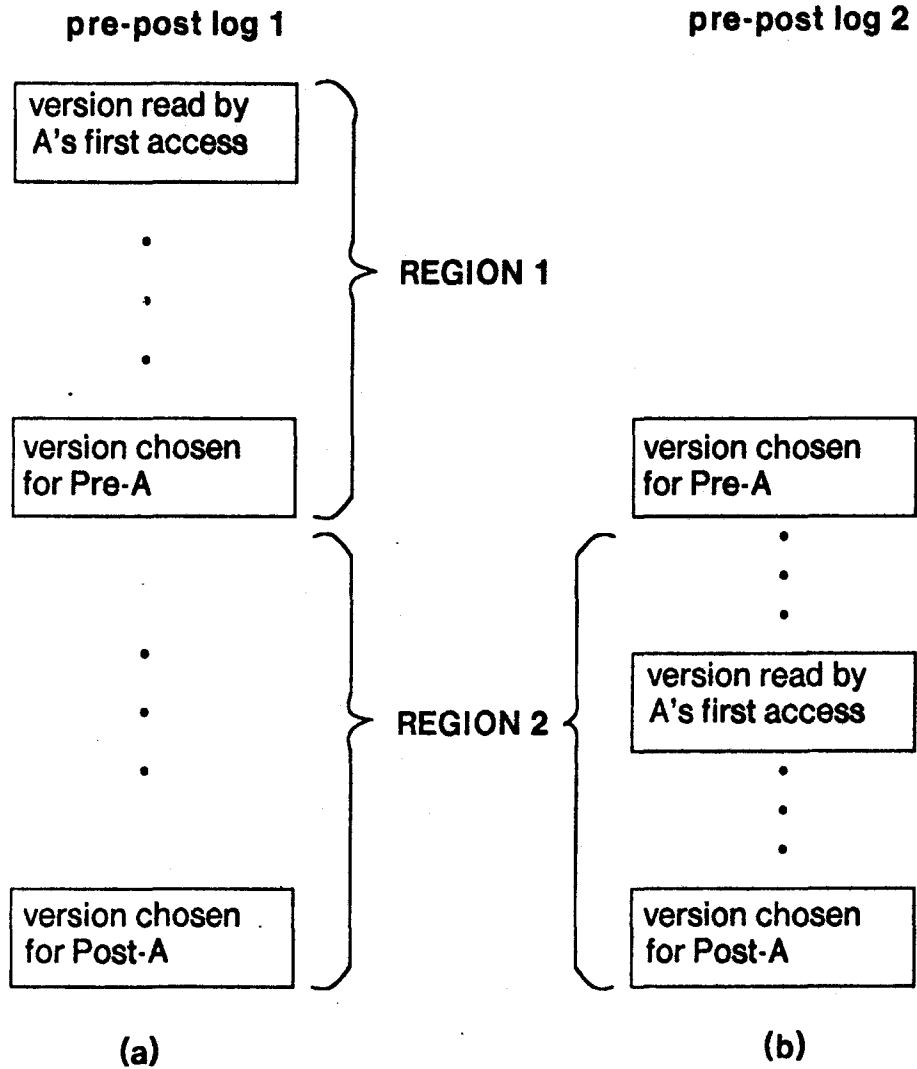 pre-post log 1
version read by
A's first access
REGION 1
version chosen
for Pre-A
REGION 2
version chosen
for Post-A
(a)
pre-post log 2
version chosen
for Pre-A
version read by
A's first access
version chosen
for Post-A
(b)